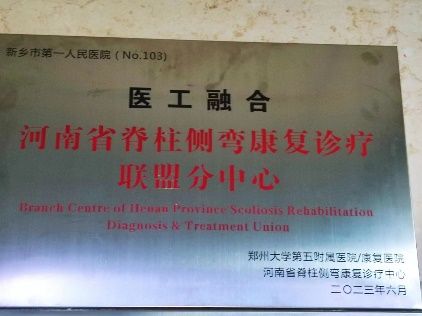 新乡市第一人民医院（No.103)
医工融合
河南省脊柱侧弯康复诊疗
联盟分中心
Branch Centre of Henan Province Scoliosis Rehabilitation
Diagnosis & Treatment Union
郑州大学第五附属医院/康复医院
河南省脊柱侧弯康复诊疗中心
二〇二三年六月